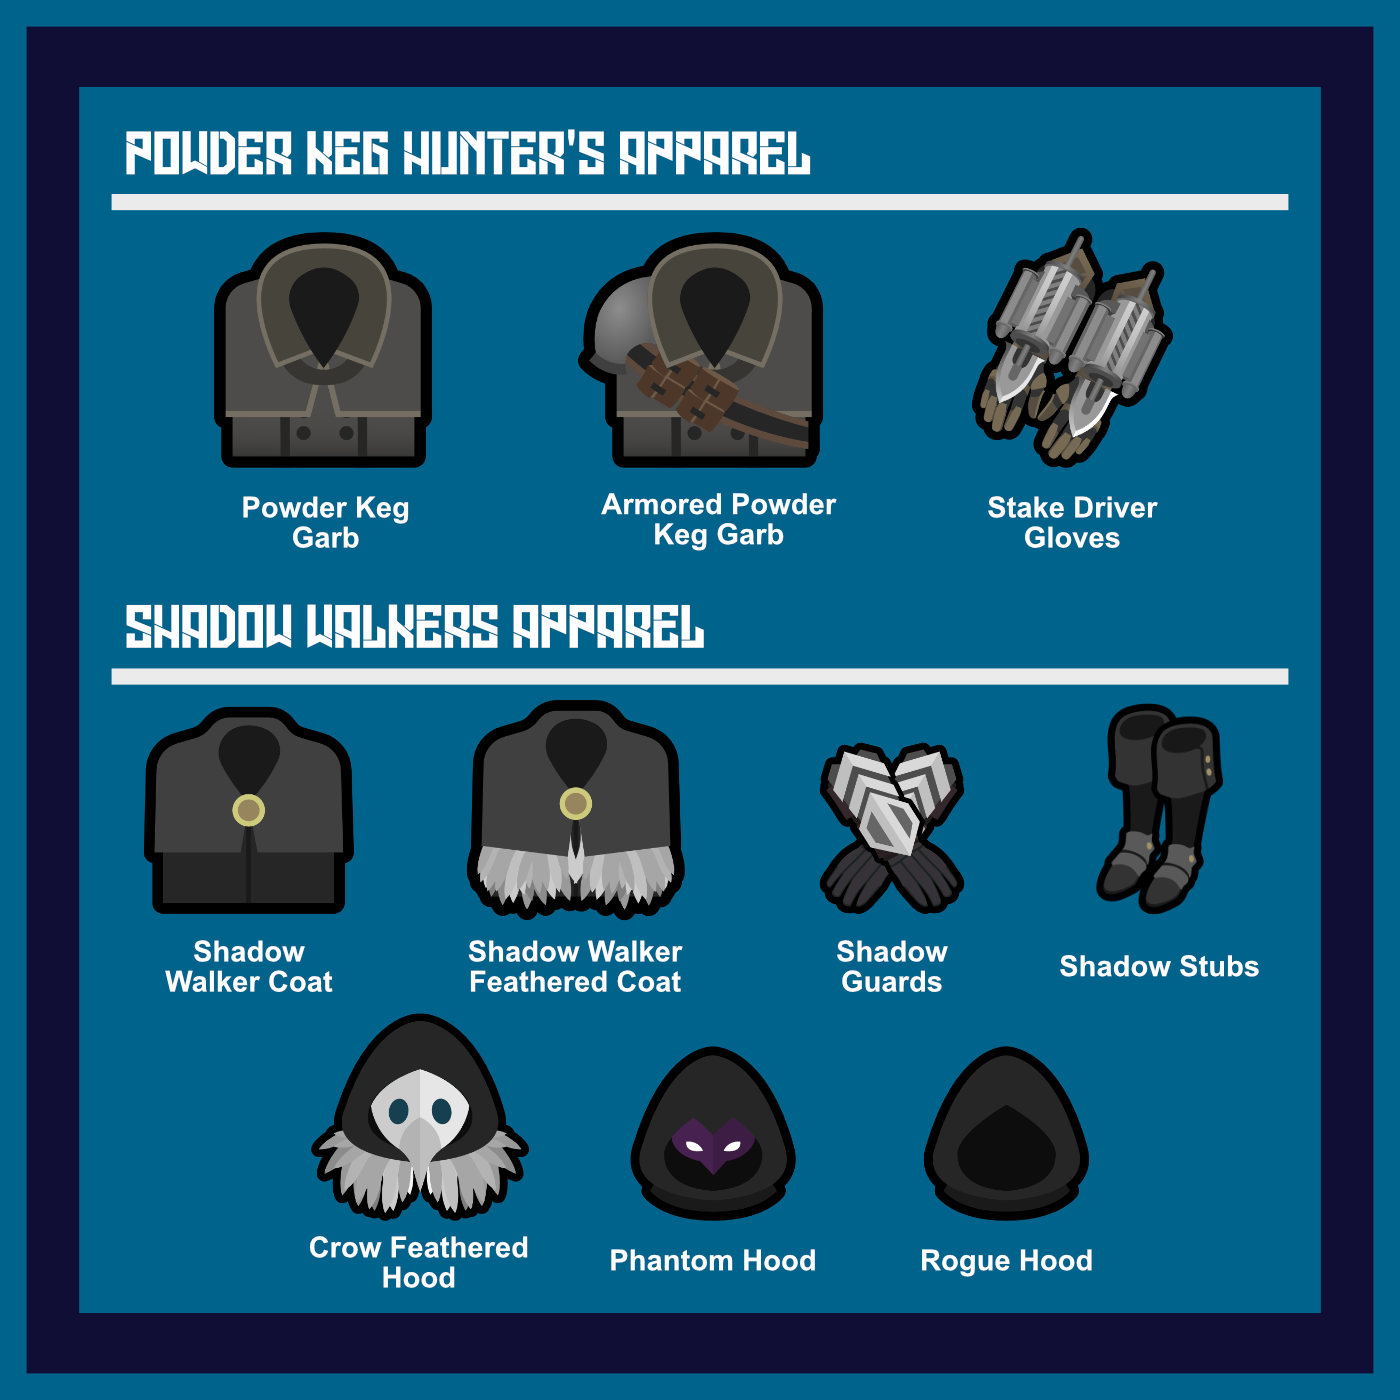 POWDER KEG HUNTER'S APPAREL
Powder Keg
Garb
Armored Powder
Keg Garb
Stake Driver
Gloves
SHADOW WALKERS APPAREL
Shadow
Walker Coat
Shadow Walker
Feathered Coat
Shadow
Guards
Shadow Stubs
Crow Feathered
Hood
Phantom Hood
Rogue Hood